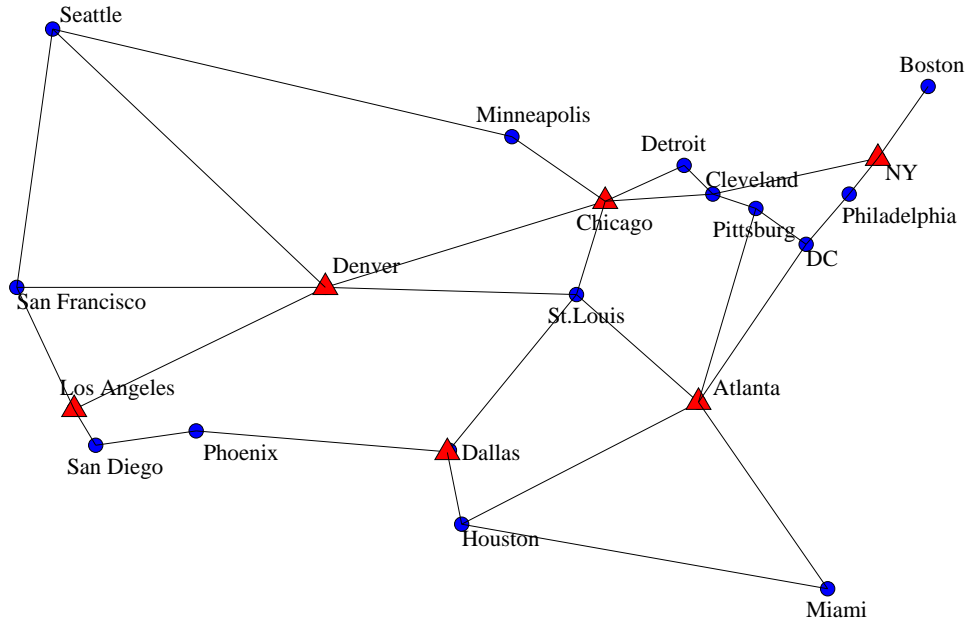 Seattle
Boston
Minneapolis
Detroit
Cleveland
NY
Chicago
Pittsburg
Philadelphia
DC
Denver
San Francisco
St.Louis
Los Angeles
Atlanta
San Diego
Phoenix
Dallas
Houston
Miami